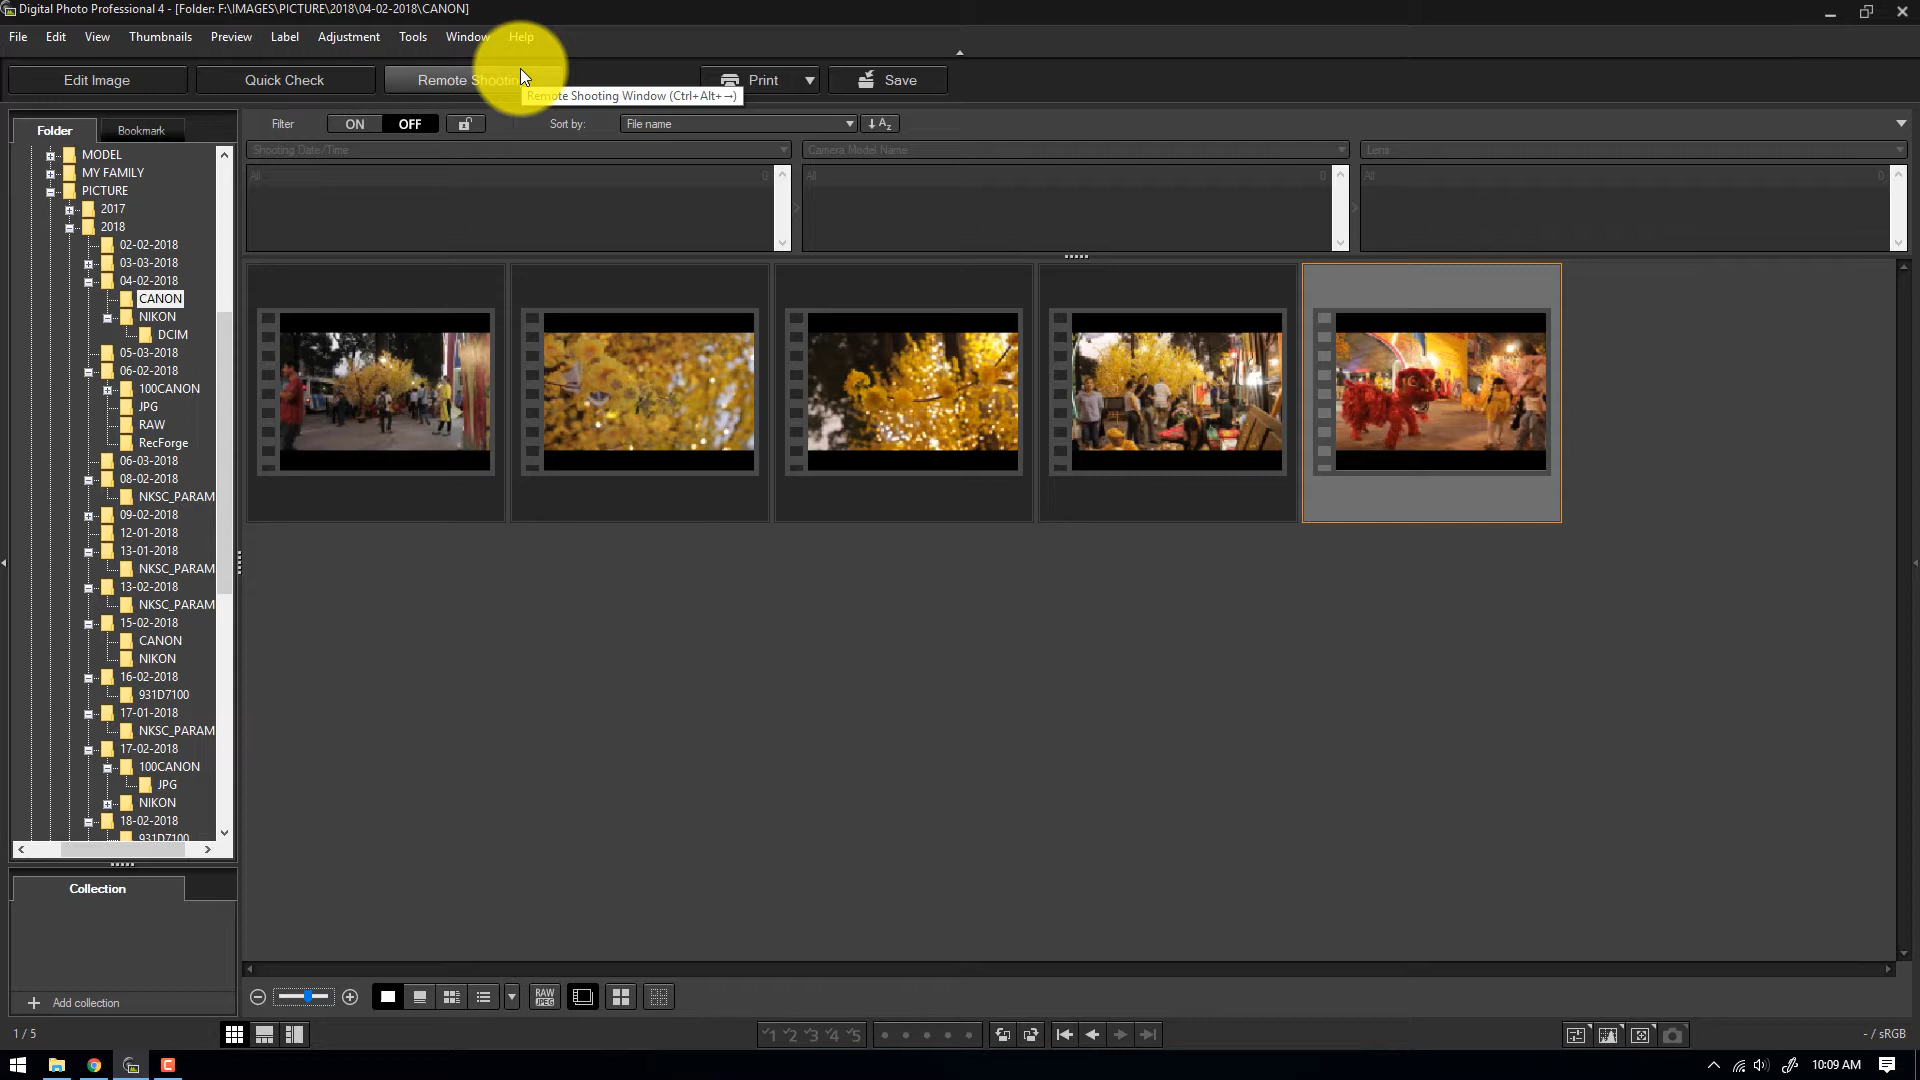 Digital Photo Professional 4 - [Folder: F:\IMAGES\PICTURE\2018\04-02-2018\CANON]
File Edit View Thumbnails Preview Label Adjustment Tools Window Help
Edit Image Quick Check Remote Shooting Print Save
Remote Shooting Window (Ctrl+Alt+→)
Folder Bookmark
Filter ON OFF Sort by: File name
Shooting Date/Time Camera Model Name Lens
All 0 All 0 All 0
MODEL
MY FAMILY
PICTURE
2017
2018
02-02-2018
03-03-2018
04-02-2018
CANON
NIKON
DCIM
05-03-2018
06-02-2018
100CANON
JPG
RAW
RecForge
06-03-2018
08-02-2018
NKSC_PARAM
09-02-2018
12-01-2018
13-01-2018
NKSC_PARAM
13-02-2018
NKSC_PARAM
15-02-2018
CANON
NIKON
16-02-2018
931D7100
17-01-2018
NKSC_PARAM
17-02-2018
100CANON
JPG
NIKON
18-02-2018
931D7100
Collection
Add collection
RAW
JPEG
1 / 5
1 2 3 4 5
- / sRGB
10:09 AM